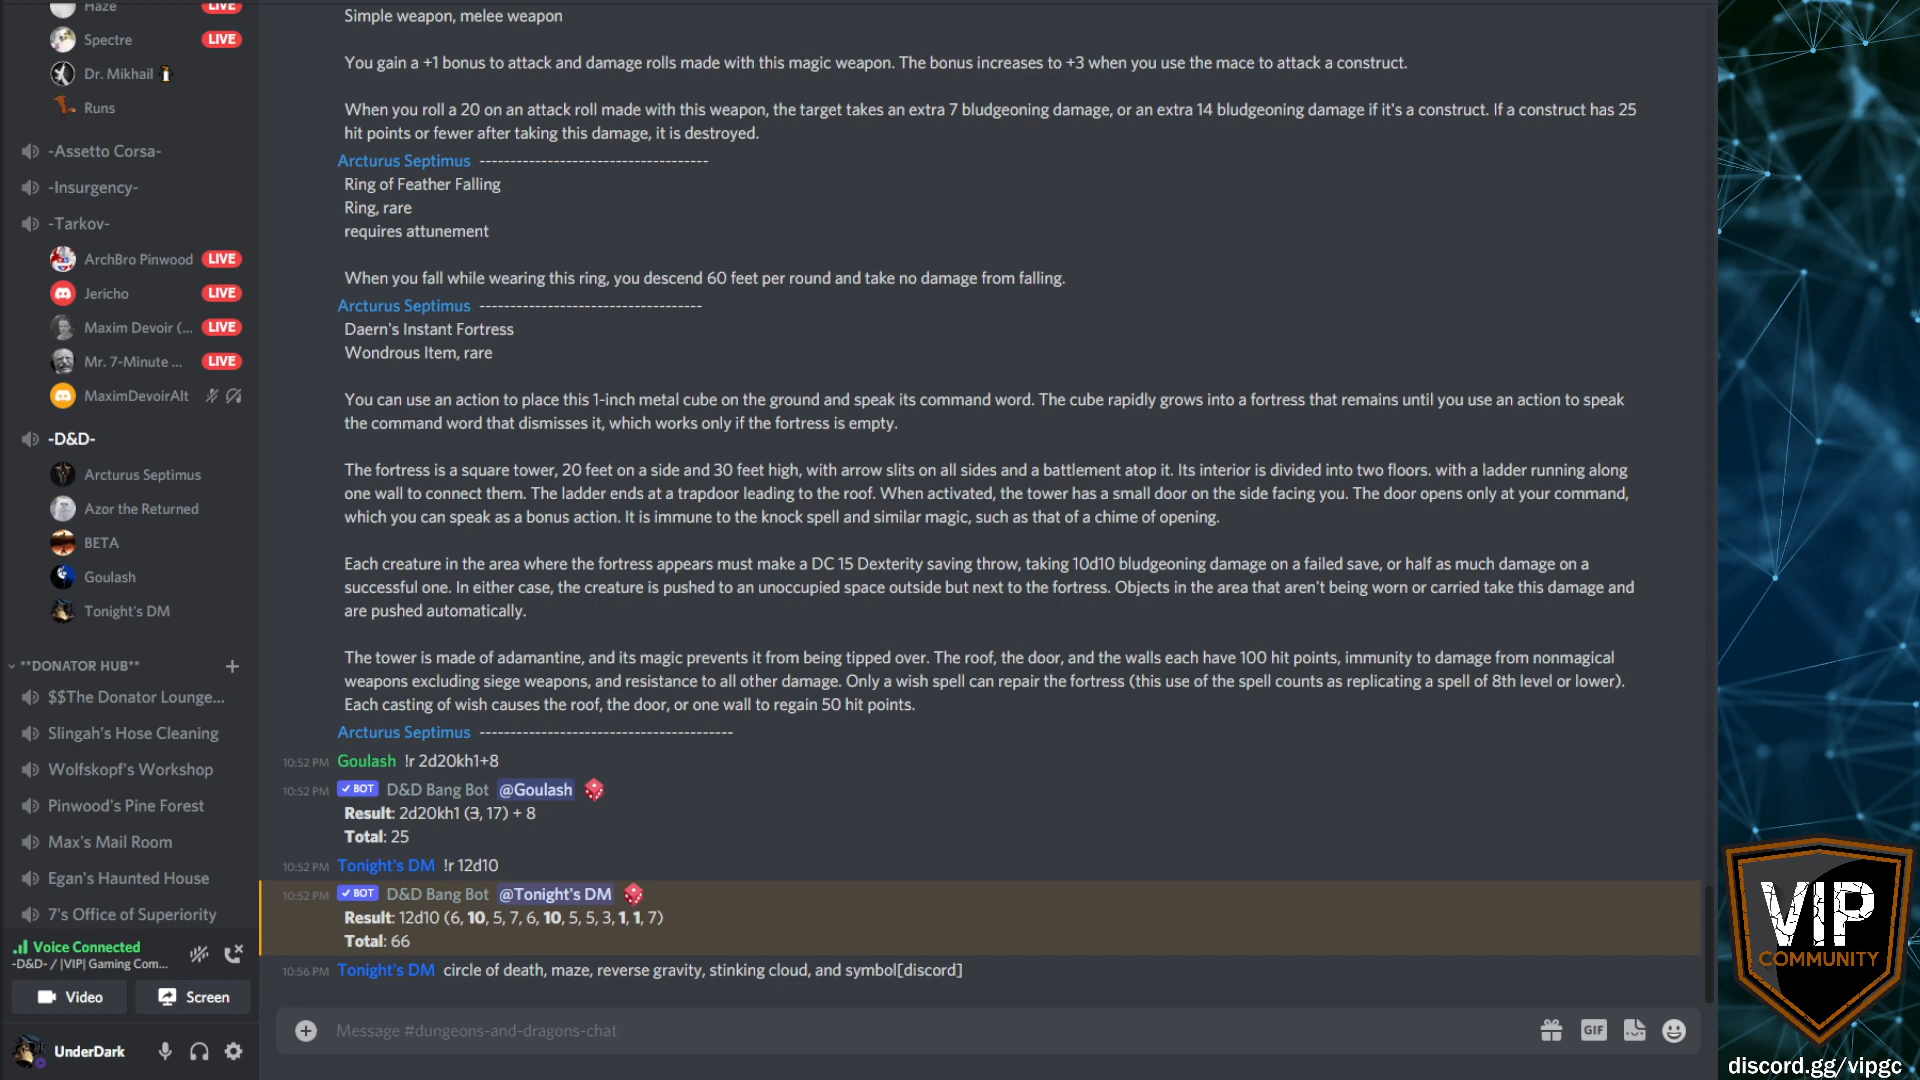 Haze LIVE
Spectre LIVE
Dr. Mikhail
Runs
-Assetto Corsa-
-Insurgency-
-Tarkov-
ArchBro Pinwood LIVE
Jericho LIVE
Maxim Devoir (... LIVE
Mr. 7-Minute ... LIVE
MaximDevoirAlt
-D&D-
Arcturus Septimus
Azor the Returned
BETA
Goulash
Tonight's DM
**DONATOR HUB** +
$$The Donator Lounge...
Slingah's Hose Cleaning
Wolfskopf's Workshop
Pinwood's Pine Forest
Max's Mail Room
Egan's Haunted House
7's Office of Superiority
Voice Connected
-D&D- / |VIP| Gaming Com...
Video Screen
UnderDark
Simple weapon, melee weapon
You gain a +1 bonus to attack and damage rolls made with this magic weapon. The bonus increases to +3 when you use the mace to attack a construct.
When you roll a 20 on an attack roll made with this weapon, the target takes an extra 7 bludgeoning damage, or an extra 14 bludgeoning damage if it's a construct. If a construct has 25
hit points or fewer after taking this damage, it is destroyed.
Arcturus Septimus -------------------------------------
Ring of Feather Falling
Ring, rare
requires attunement
When you fall while wearing this ring, you descend 60 feet per round and take no damage from falling.
Arcturus Septimus ------------------------------------
Daern's Instant Fortress
Wondrous Item, rare
You can use an action to place this 1-inch metal cube on the ground and speak its command word. The cube rapidly grows into a fortress that remains until you use an action to speak
the command word that dismisses it, which works only if the fortress is empty.
The fortress is a square tower, 20 feet on a side and 30 feet high, with arrow slits on all sides and a battlement atop it. Its interior is divided into two floors. with a ladder running along
one wall to connect them. The ladder ends at a trapdoor leading to the roof. When activated, the tower has a small door on the side facing you. The door opens only at your command,
which you can speak as a bonus action. It is immune to the knock spell and similar magic, such as that of a chime of opening.
Each creature in the area where the fortress appears must make a DC 15 Dexterity saving throw, taking 10d10 bludgeoning damage on a failed save, or half as much damage on a
successful one. In either case, the creature is pushed to an unoccupied space outside but next to the fortress. Objects in the area that aren't being worn or carried take this damage and
are pushed automatically.
The tower is made of adamantine, and its magic prevents it from being tipped over. The roof, the door, and the walls each have 100 hit points, immunity to damage from nonmagical
weapons excluding siege weapons, and resistance to all other damage. Only a wish spell can repair the fortress (this use of the spell counts as replicating a spell of 8th level or lower).
Each casting of wish causes the roof, the door, or one wall to regain 50 hit points.
Arcturus Septimus -----------------------------------------
10:52 PM Goulash !r 2d20kh1+8
10:52 PM BOT D&D Bang Bot @Goulash
Result: 2d20kh1 (3, 17) + 8
Total: 25
10:52 PM Tonight's DM !r 12d10
10:52 PM BOT D&D Bang Bot @Tonight's DM
Result: 12d10 (6, 10, 5, 7, 6, 10, 5, 5, 3, 1, 1, 7)
Total: 66
10:56 PM Tonight's DM circle of death, maze, reverse gravity, stinking cloud, and symbol[discord]
Message #dungeons-and-dragons-chat
GIF
VIP
COMMUNITY
discord.gg/vipgc